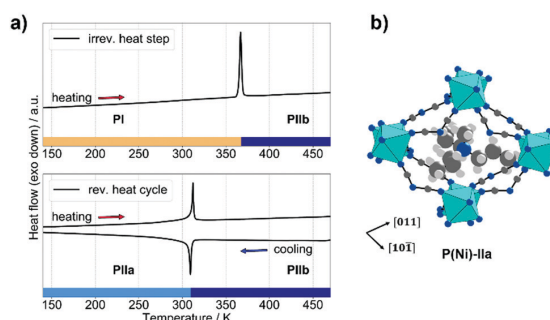 a)
b)
irrev. heat step
heating
PI
PIIb
150 200 250 300 350 400 450
Heat flow (exo down) / a.u.
rev. heat cycle
heating
cooling
PIIa
PIIb
150 200 250 300 350 400 450
Temperature / K
[011]
[101̄]
P(Ni)-IIa